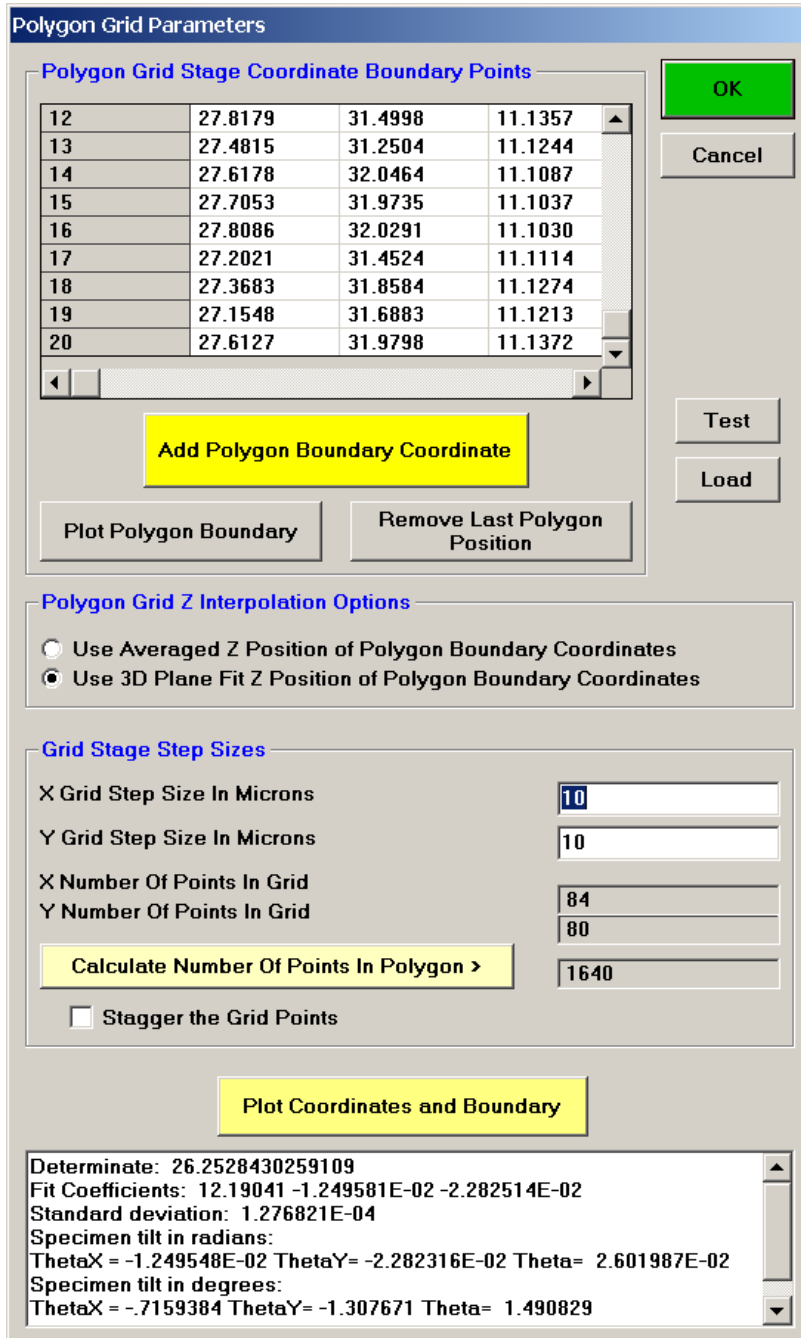 Polygon Grid Parameters
Polygon Grid Stage Coordinate Boundary Points
12 27.8179 31.4998 11.1357
13 27.4815 31.2504 11.1244
14 27.6178 32.0464 11.1087
15 27.7053 31.9735 11.1037
16 27.8086 32.0291 11.1030
17 27.2021 31.4524 11.1114
18 27.3683 31.8584 11.1274
19 27.1548 31.6883 11.1213
20 27.6127 31.9798 11.1372
OK
Cancel
Test
Load
Add Polygon Boundary Coordinate
Plot Polygon Boundary
Remove Last Polygon
Position
Polygon Grid Z Interpolation Options
Use Averaged Z Position of Polygon Boundary Coordinates
Use 3D Plane Fit Z Position of Polygon Boundary Coordinates
Grid Stage Step Sizes
X Grid Step Size In Microns 10
Y Grid Step Size In Microns 10
X Number Of Points In Grid 84
Y Number Of Points In Grid 80
Calculate Number Of Points In Polygon > 1640
Stagger the Grid Points
Plot Coordinates and Boundary
Determinate: 26.2528430259109
Fit Coefficients: 12.19041 -1.249581E-02 -2.282514E-02
Standard deviation: 1.276821E-04
Specimen tilt in radians:
ThetaX = -1.249548E-02 ThetaY= -2.282316E-02 Theta= 2.601987E-02
Specimen tilt in degrees:
ThetaX = -.7159384 ThetaY= -1.307671 Theta= 1.490829